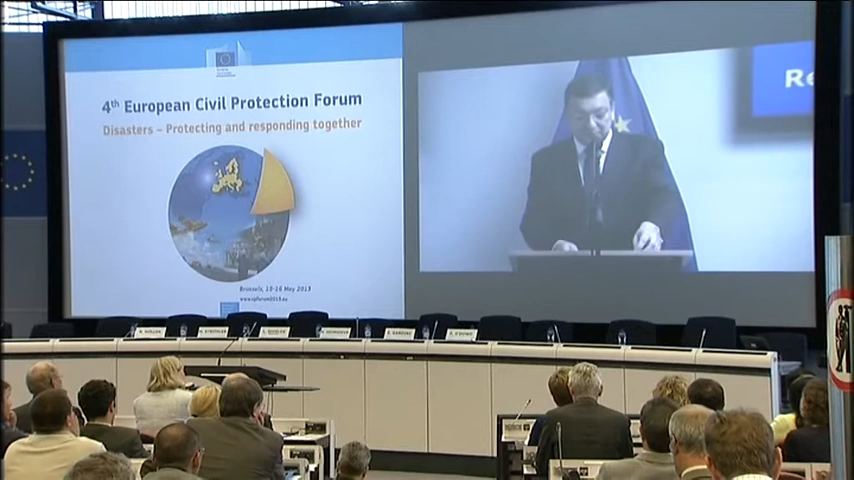 4th European Civil Protection Forum
Disasters – Protecting and responding together
Brussels, 15-16 May 2013
www.cpforum2013.eu
Re